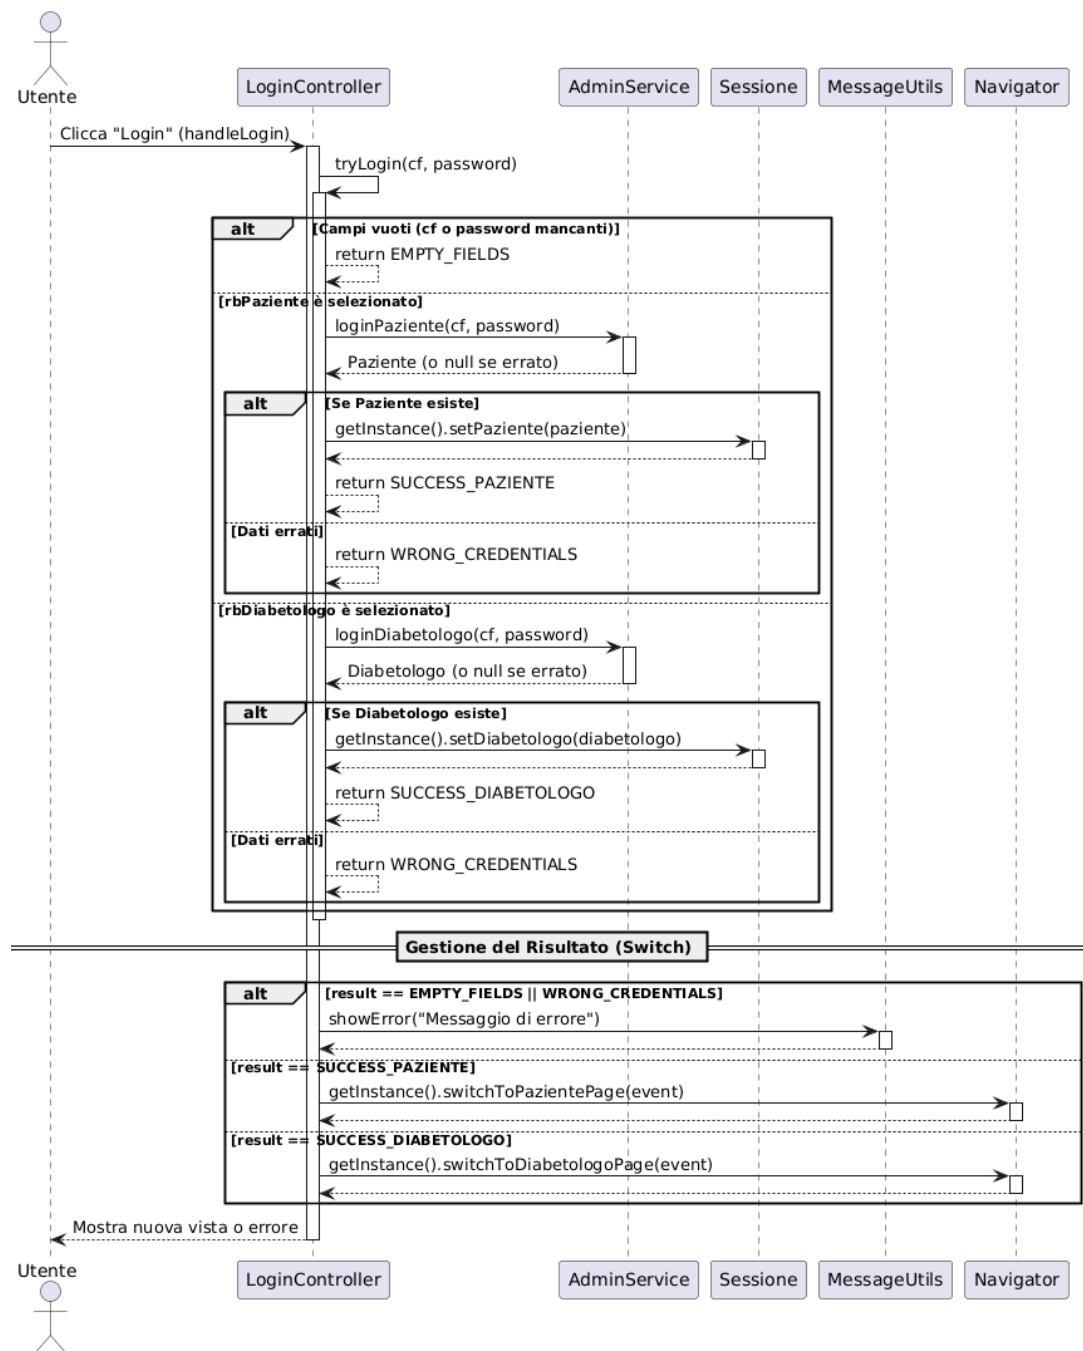 Utente
LoginController
AdminService
Sessione
MessageUtils
Navigator
Clicca "Login" (handleLogin)
tryLogin(cf, password)
alt
[Campi vuoti (cf o password mancanti)]
return EMPTY_FIELDS
[rbPaziente è selezionato]
loginPaziente(cf, password)
Paziente (o null se errato)
alt
[Se Paziente esiste]
getInstance().setPaziente(paziente)
return SUCCESS_PAZIENTE
[Dati errati]
return WRONG_CREDENTIALS
[rbDiabetologo è selezionato]
loginDiabetologo(cf, password)
Diabetologo (o null se errato)
alt
[Se Diabetologo esiste]
getInstance().setDiabetologo(diabetologo)
return SUCCESS_DIABETOLOGO
[Dati errati]
return WRONG_CREDENTIALS
Gestione del Risultato (Switch)
alt
[result == EMPTY_FIELDS || WRONG_CREDENTIALS]
showError("Messaggio di errore")
[result == SUCCESS_PAZIENTE]
getInstance().switchToPazientePage(event)
[result == SUCCESS_DIABETOLOGO]
getInstance().switchToDiabetologoPage(event)
Mostra nuova vista o errore
Utente
LoginController
AdminService
Sessione
MessageUtils
Navigator